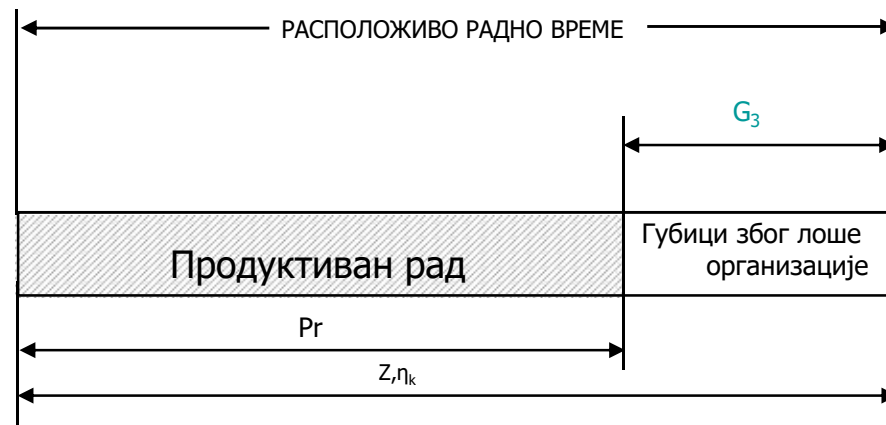 РАСПОЛОЖИВО РАДНО ВРЕМЕ
G₃
Губици због лоше
организације
Продуктиван рад
Pr
Z,ηₖ